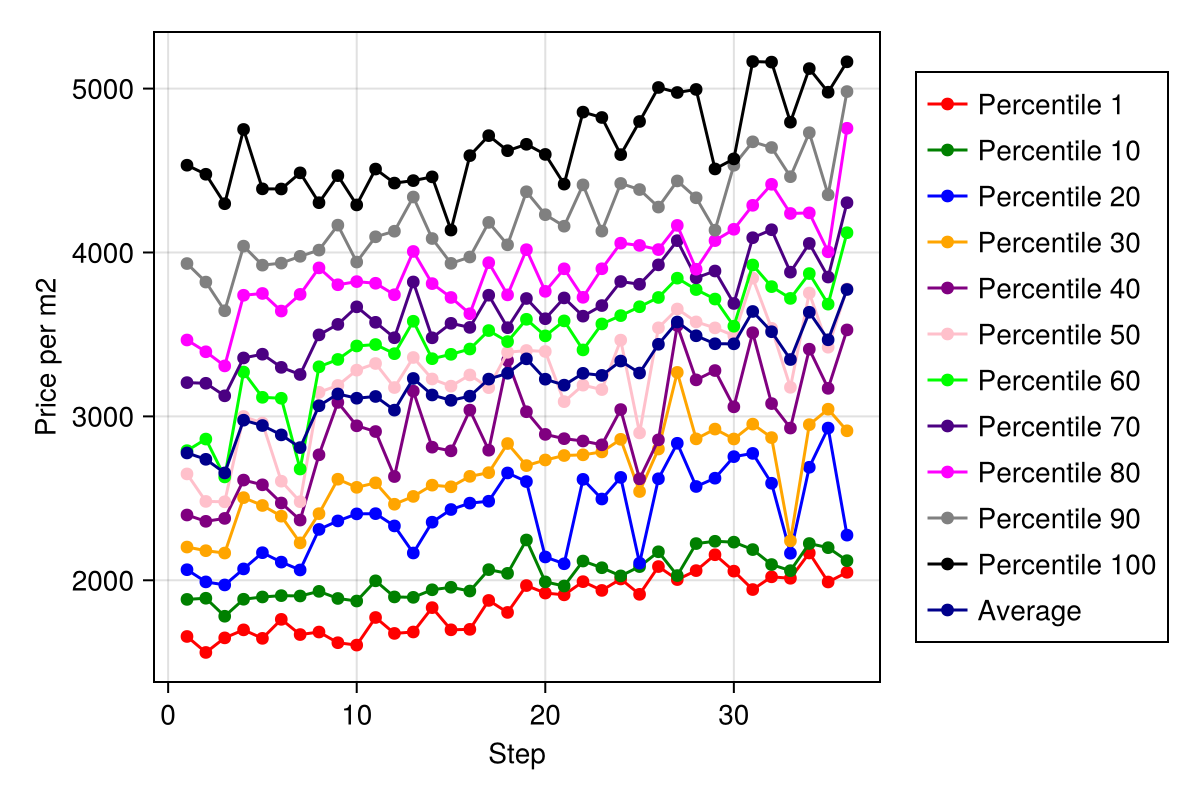 5000
4000
3000
2000
Price per m2
0
10
20
30
Step
Percentile 1
Percentile 10
Percentile 20
Percentile 30
Percentile 40
Percentile 50
Percentile 60
Percentile 70
Percentile 80
Percentile 90
Percentile 100
Average